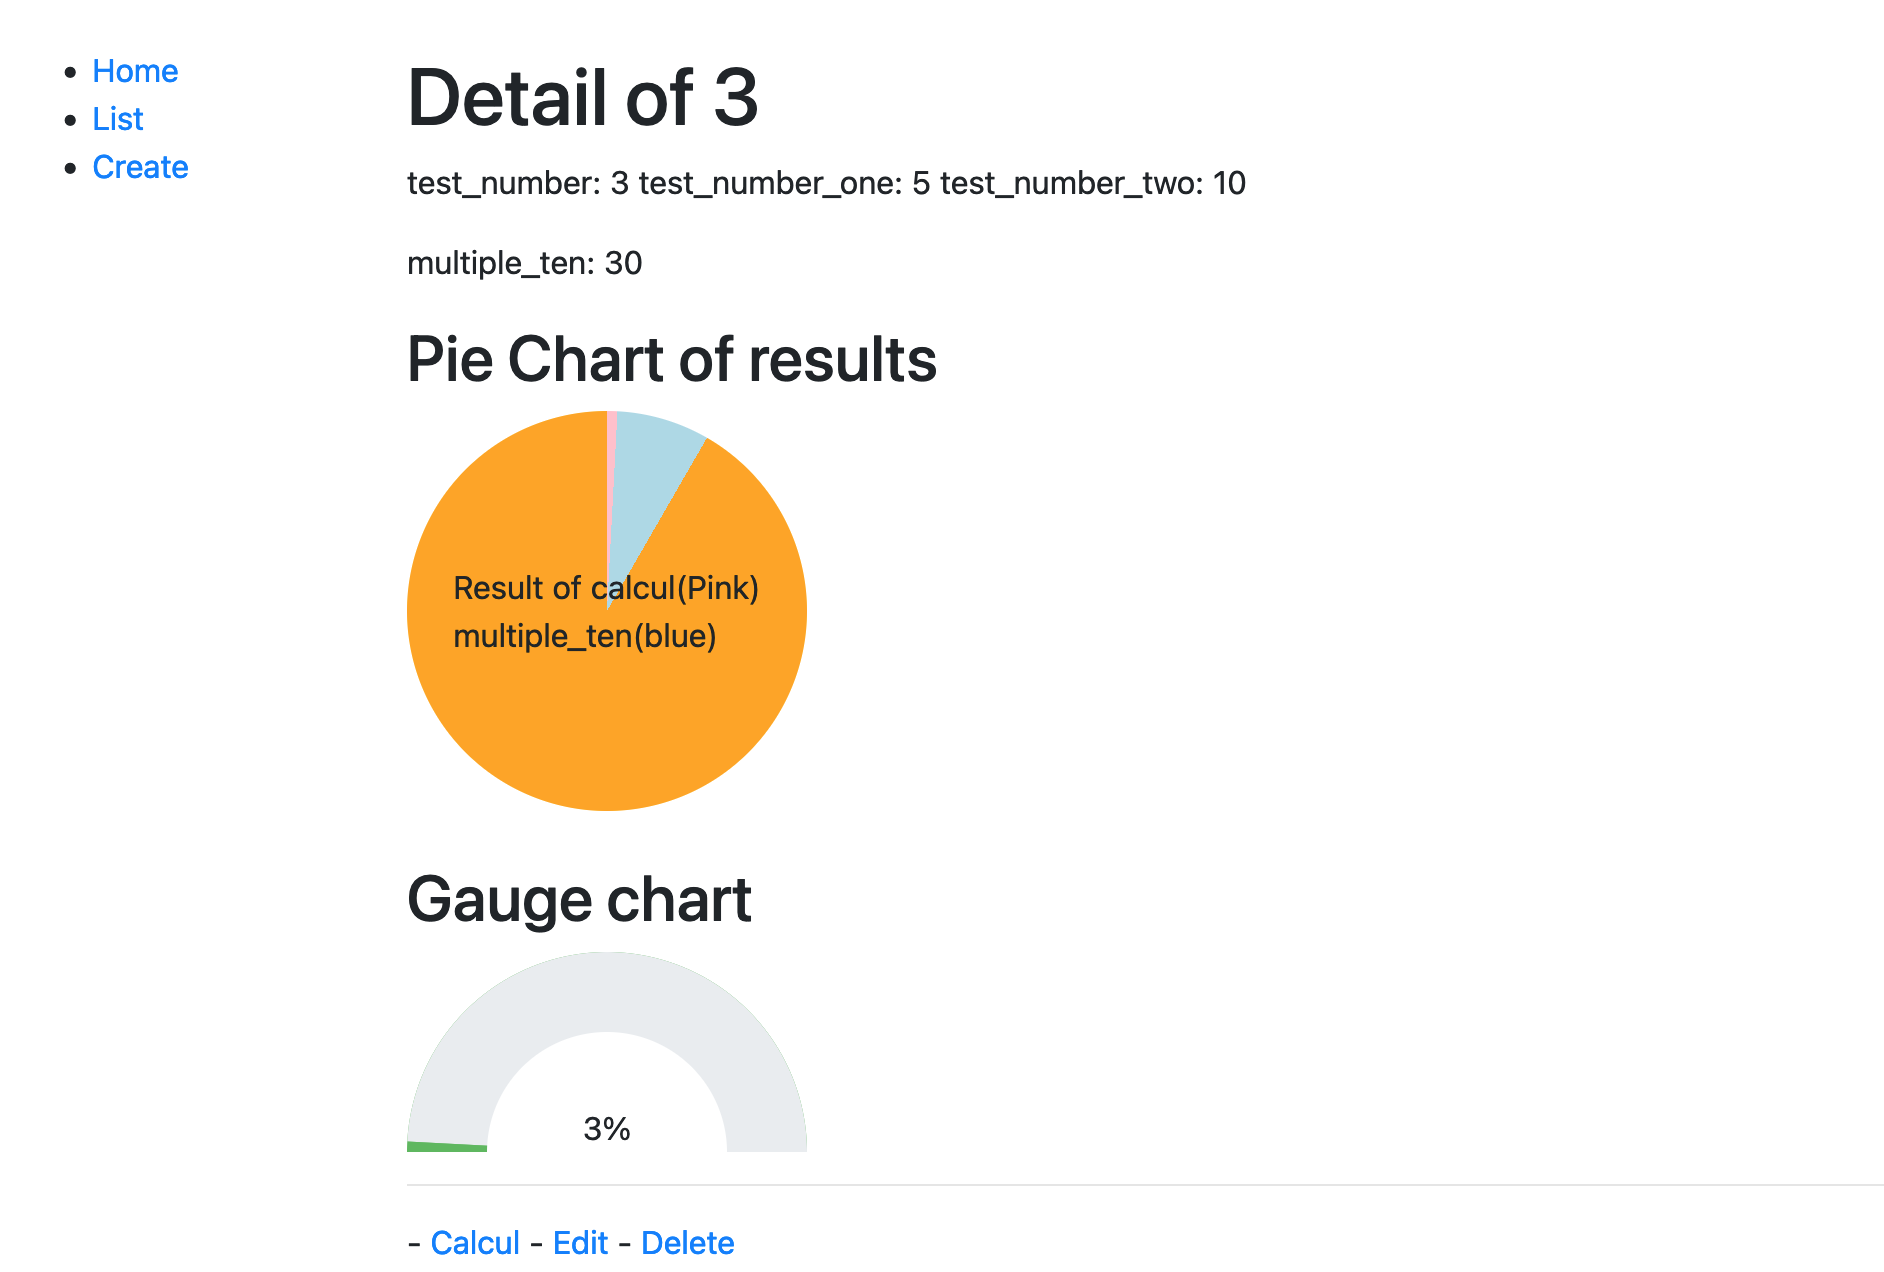 Home
List
Create
Detail of 3
test_number: 3 test_number_one: 5 test_number_two: 10
multiple_ten: 30
Pie Chart of results
Result of calcul(Pink)
multiple_ten(blue)
Gauge chart
3%
- Calcul - Edit - Delete